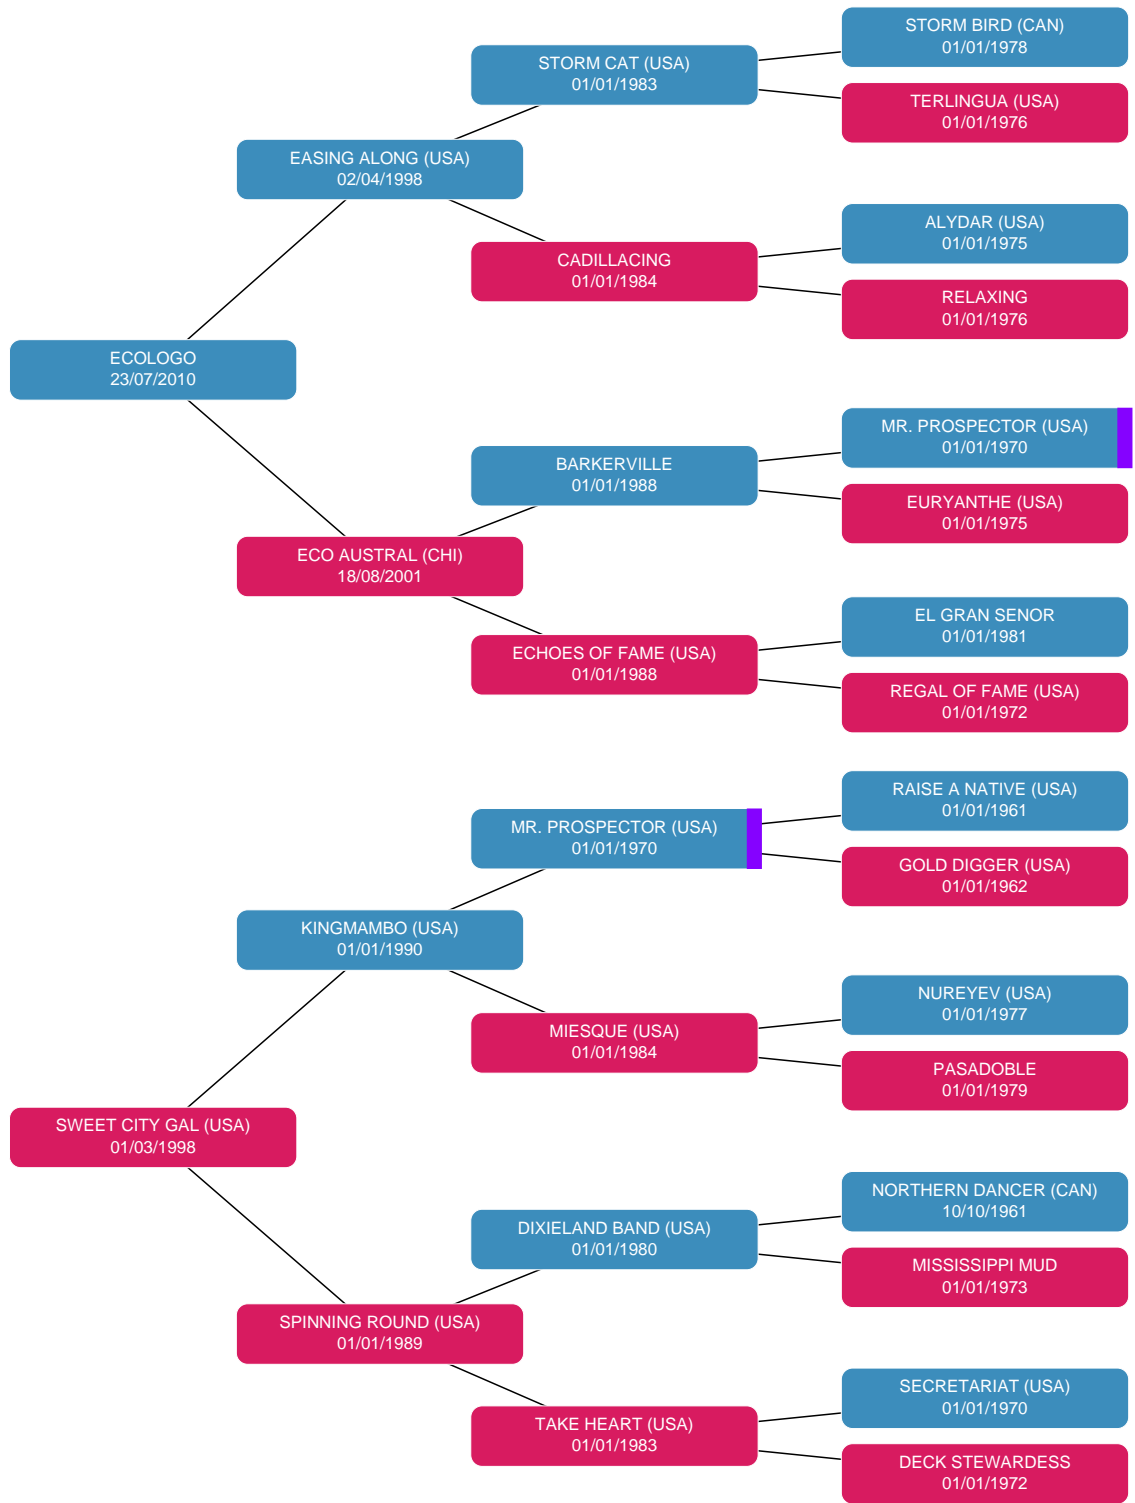 STORM BIRD (CAN)
01/01/1978
STORM CAT (USA)
01/01/1983
TERLINGUA (USA)
01/01/1976
EASING ALONG (USA)
02/04/1998
ALYDAR (USA)
01/01/1975
CADILLACING
01/01/1984
RELAXING
01/01/1976
ECOLOGO
23/07/2010
MR. PROSPECTOR (USA)
01/01/1970
BARKERVILLE
01/01/1988
EURYANTHE (USA)
01/01/1975
ECO AUSTRAL (CHI)
18/08/2001
EL GRAN SENOR
01/01/1981
ECHOES OF FAME (USA)
01/01/1988
REGAL OF FAME (USA)
01/01/1972
RAISE A NATIVE (USA)
01/01/1961
MR. PROSPECTOR (USA)
01/01/1970
GOLD DIGGER (USA)
01/01/1962
KINGMAMBO (USA)
01/01/1990
NUREYEV (USA)
01/01/1977
MIESQUE (USA)
01/01/1984
PASADOBLE
01/01/1979
SWEET CITY GAL (USA)
01/03/1998
NORTHERN DANCER (CAN)
10/10/1961
DIXIELAND BAND (USA)
01/01/1980
MISSISSIPPI MUD
01/01/1973
SPINNING ROUND (USA)
01/01/1989
SECRETARIAT (USA)
01/01/1970
TAKE HEART (USA)
01/01/1983
DECK STEWARDESS
01/01/1972